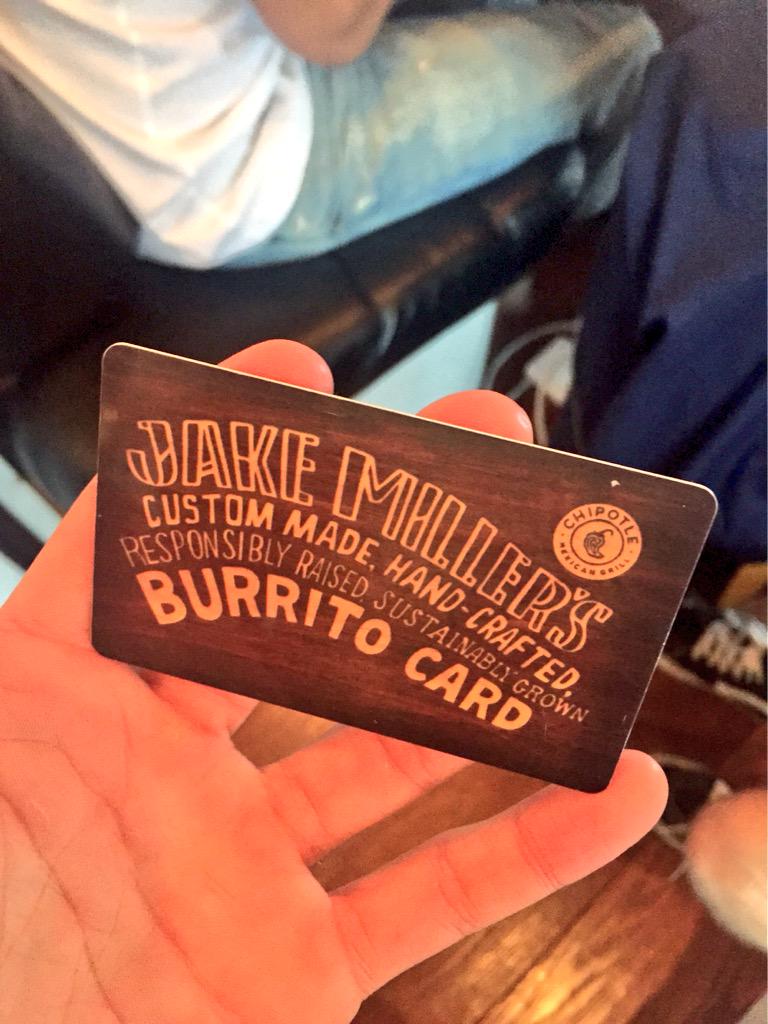 JAKE MILLER'S
CUSTOM MADE, HAND-CRAFTED,
RESPONSIBLY RAISED, SUSTAINABLY GROWN
BURRITO CARD
CHIPOTLE
MEXICAN GRILL